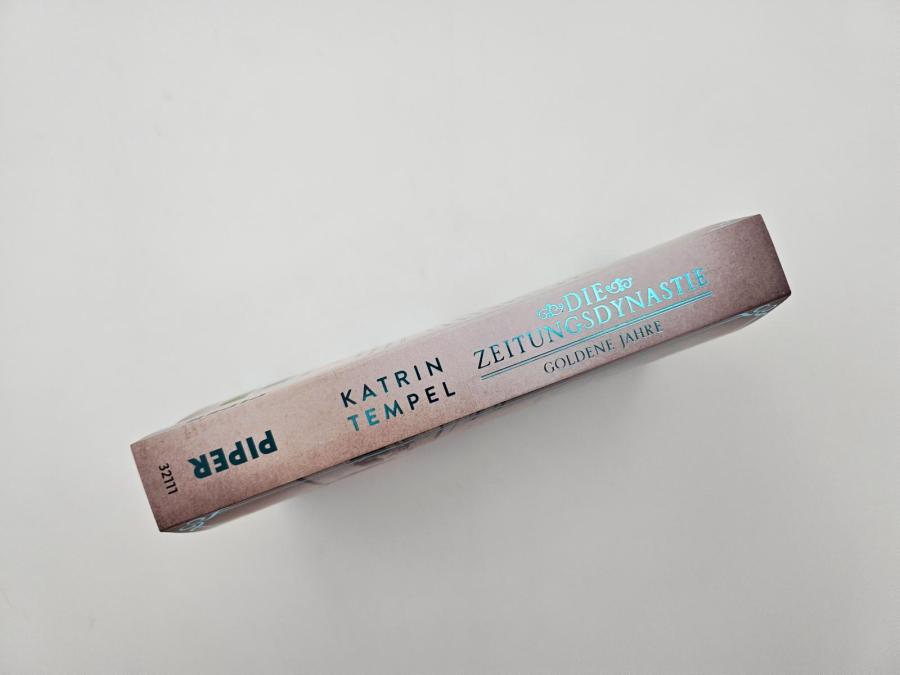 DIE
ZEITUNGSDYNASTIE
GOLDENE JAHRE
KATRIN
TEMPEL
PIPER
32111